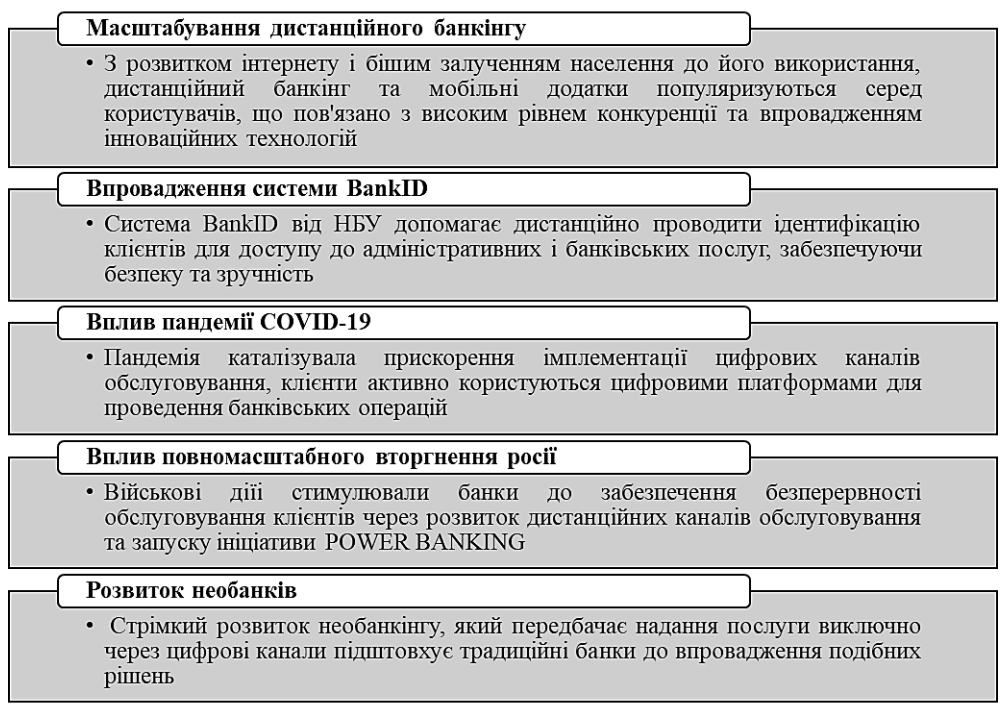 Масштабування дистанційного банкінгу
• З розвитком інтернету і бішим залученням населення до його використання,
дистанційний банкінг та мобільні додатки популяризуються серед
користувачів, що пов'язано з високим рівнем конкуренції та впровадженням
інноваційних технологій
Впровадження системи BankID
• Система BankID від НБУ допомагає дистанційно проводити ідентифікацію
клієнтів для доступу до адміністративних і банківських послуг, забезпечуючи
безпеку та зручність
Вплив пандемії COVID-19
• Пандемія каталізувала прискорення імплементації цифрових каналів
обслуговування, клієнти активно користуються цифровими платформами для
проведення банківських операцій
Вплив повномасштабного вторгнення росії
• Військові діїі стимулювали банки до забезпечення безперервності
обслуговування клієнтів через розвиток дистанційних каналів обслуговування
та запуску ініціативи POWER BANKING
Розвиток необанків
• Стрімкий розвиток необанкінгу, який передбачає надання послуги виключно
через цифрові канали підштовхує традиційні банки до впровадження подібних
рішень